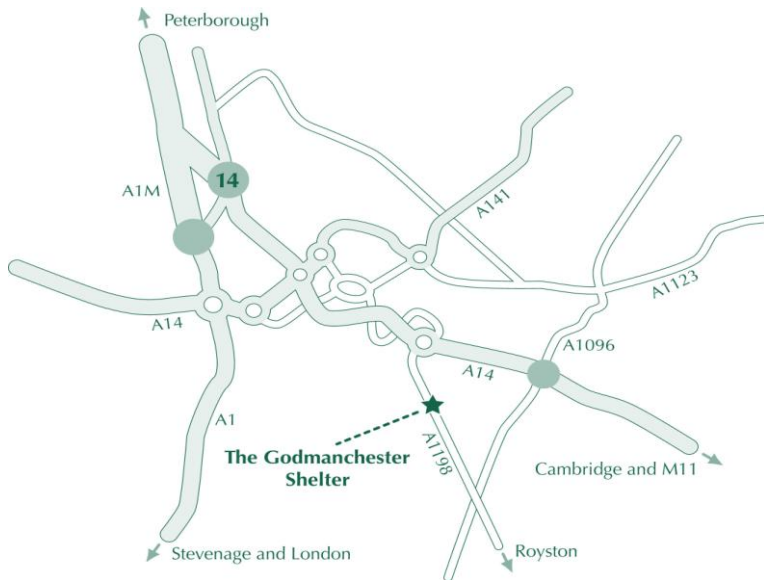 Peterborough
14
A1M
A141
A1123
A14
A1096
A14
A1
A1198
The Godmanchester
Shelter
Cambridge and M11
Stevenage and London
Royston